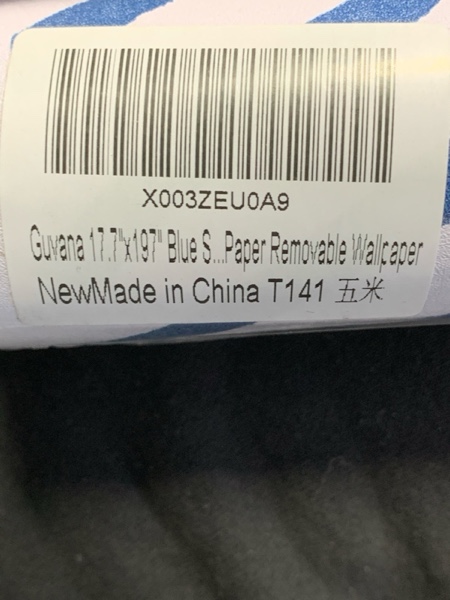 X003ZEU0A9
Guvana 17.7"x197" Blue S...Paper Removable Wallpaper
NewMade in China T141 五米